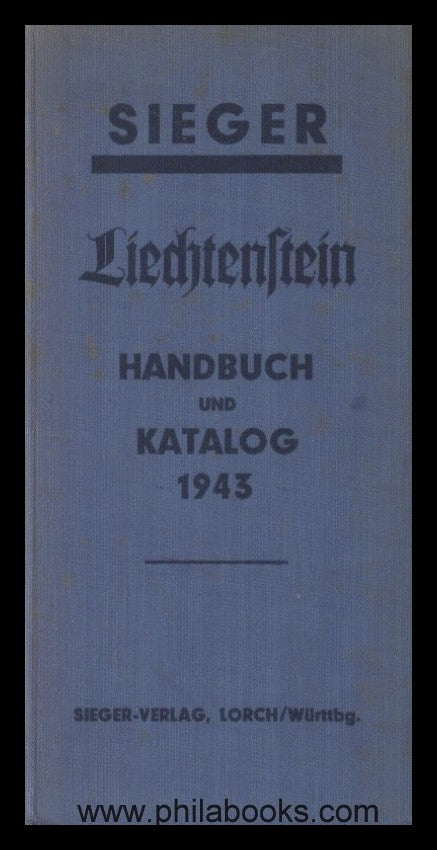 SIEGER
Liechtenstein
HANDBUCH
UND
KATALOG
1943
SIEGER-VERLAG, LORCH/Württbg.
www.philabooks.com